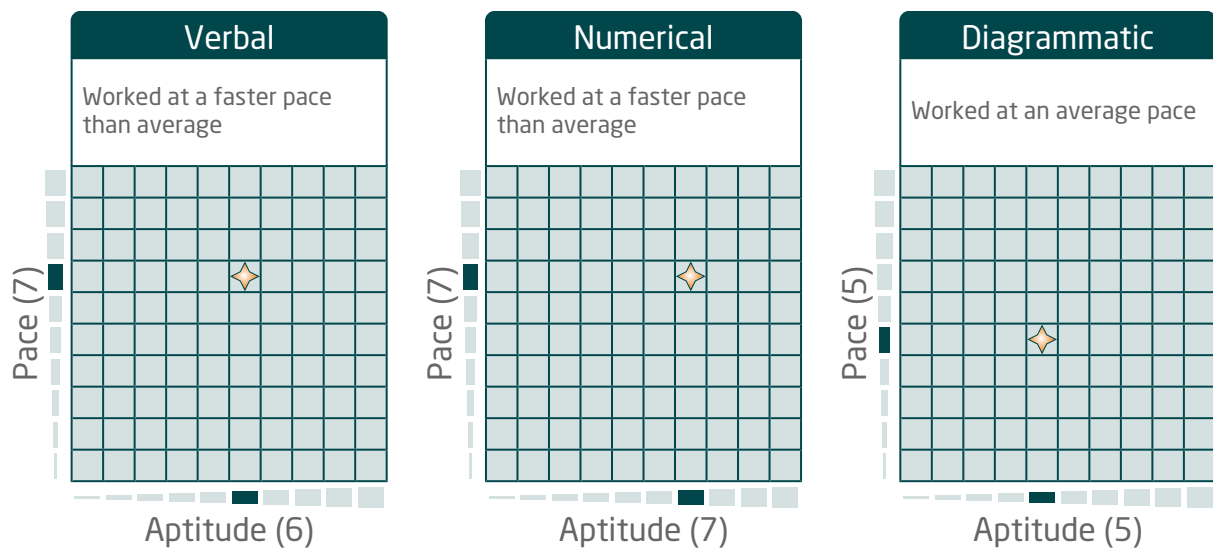 Verbal
Worked at a faster pace
than average
Pace (7)
Aptitude (6)
Numerical
Worked at a faster pace
than average
Pace (7)
Aptitude (7)
Diagrammatic
Worked at an average pace
Pace (5)
Aptitude (5)